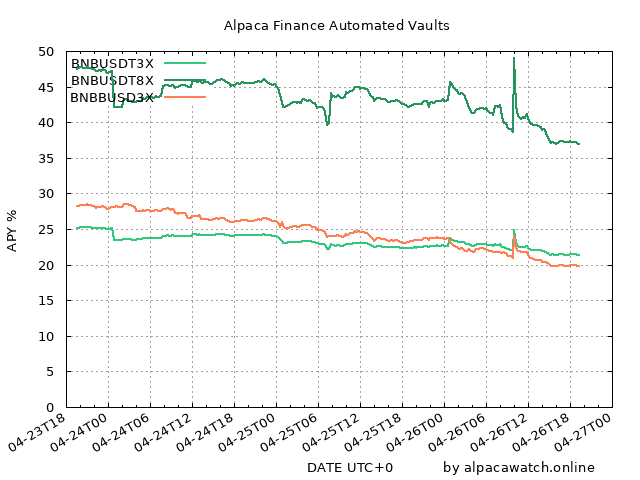 Alpaca Finance Automated Vaults
50
45
40
35
30
25
20
15
10
5
0
APY %
BNBUSDT3X
BNBUSDT8X
BNBBUSD3X
04-23T18
04-24T00
04-24T06
04-24T12
04-24T18
04-25T00
04-25T06
04-25T12
04-25T18
04-26T00
04-26T06
04-26T12
04-26T18
04-27T00
DATE UTC+0
by alpacawatch.online